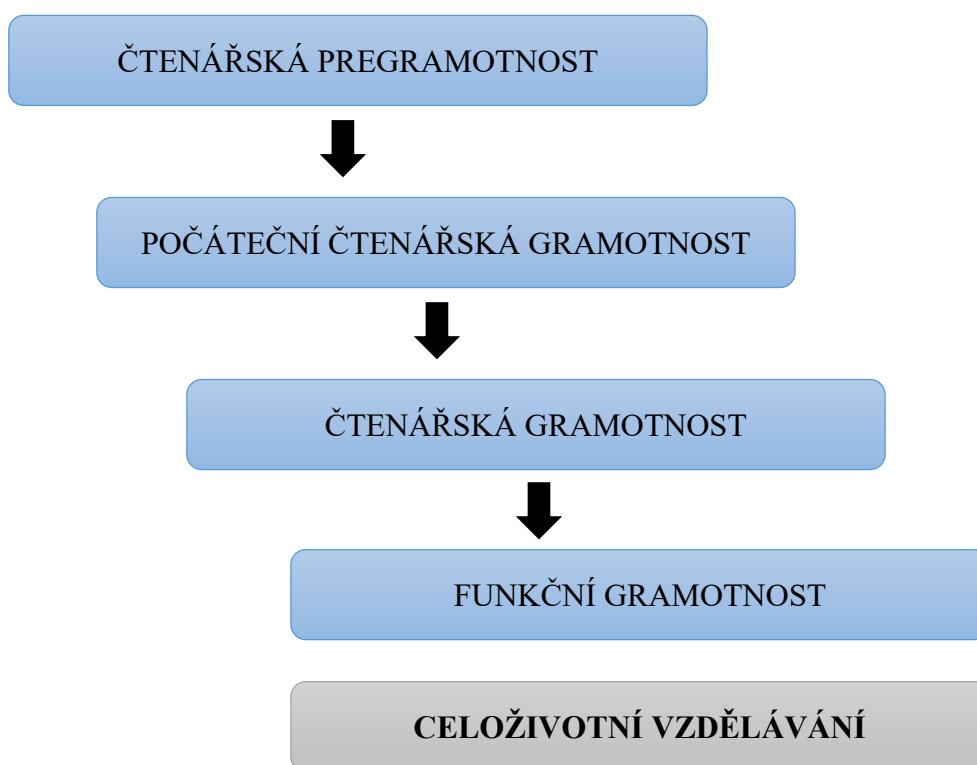 ČTENÁŘSKÁ PREGRAMOTNOST
POČÁTEČNÍ ČTENÁŘSKÁ GRAMOTNOST
ČTENÁŘSKÁ GRAMOTNOST
FUNKČNÍ GRAMOTNOST
CELOŽIVOTNÍ VZDĚLÁVÁNÍ